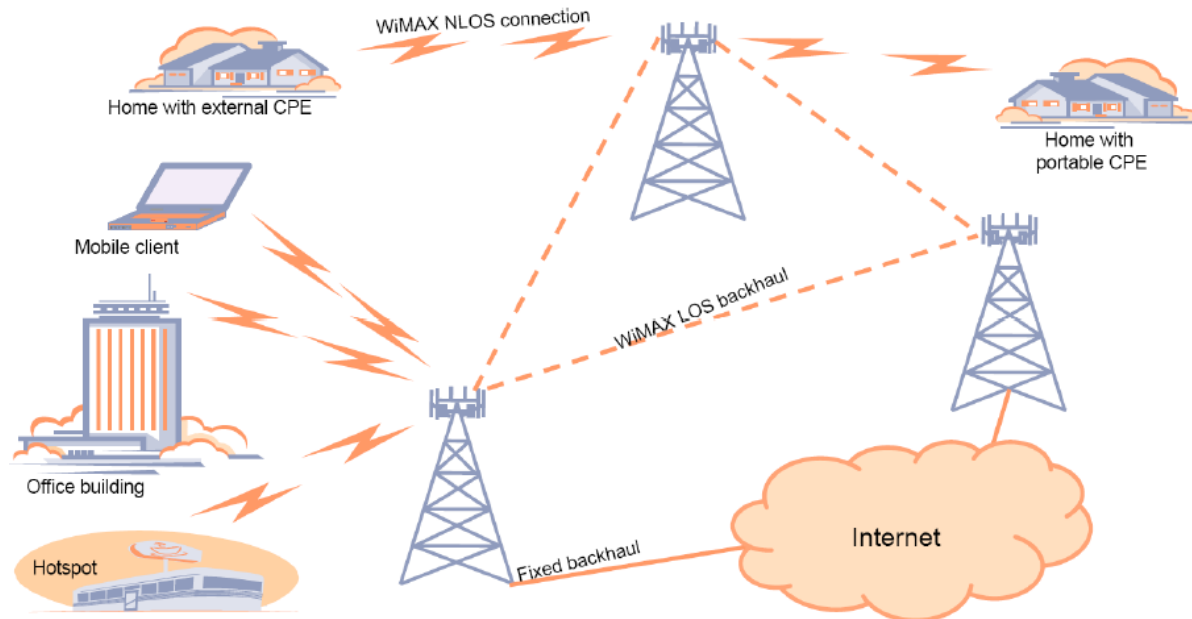 WiMAX NLOS connection
Home with external CPE
Home with
portable CPE
Mobile client
WiMAX LOS backhaul
Office building
Internet
Fixed backhaul
Hotspot